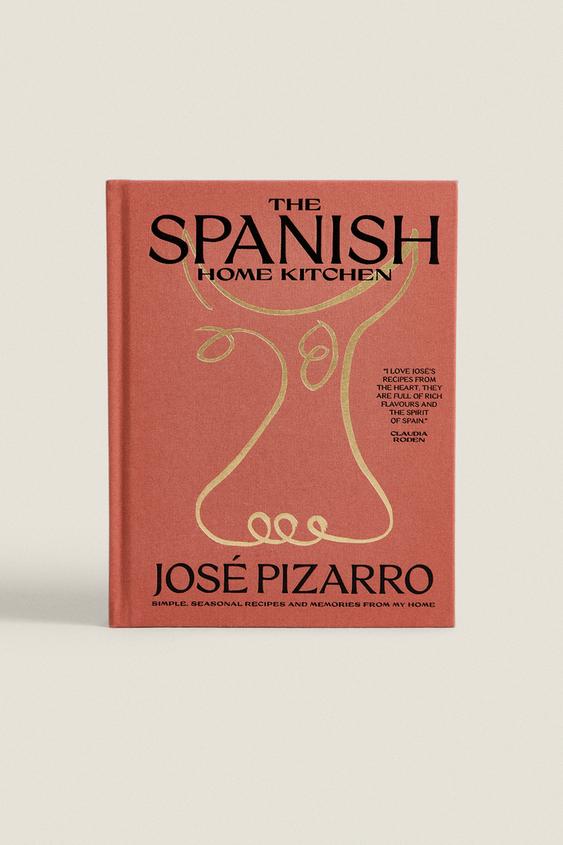 THE
SPANISH
HOME KITCHEN
"I LOVE JOSÉ'S
RECIPES FROM
THE HEART, THEY
ARE FULL OF RICH
FLAVOURS AND
THE SPIRIT
OF SPAIN."
CLAUDIA
RODEN
JOSÉ PIZARRO
SIMPLE, SEASONAL RECIPES AND MEMORIES FROM MY HOME